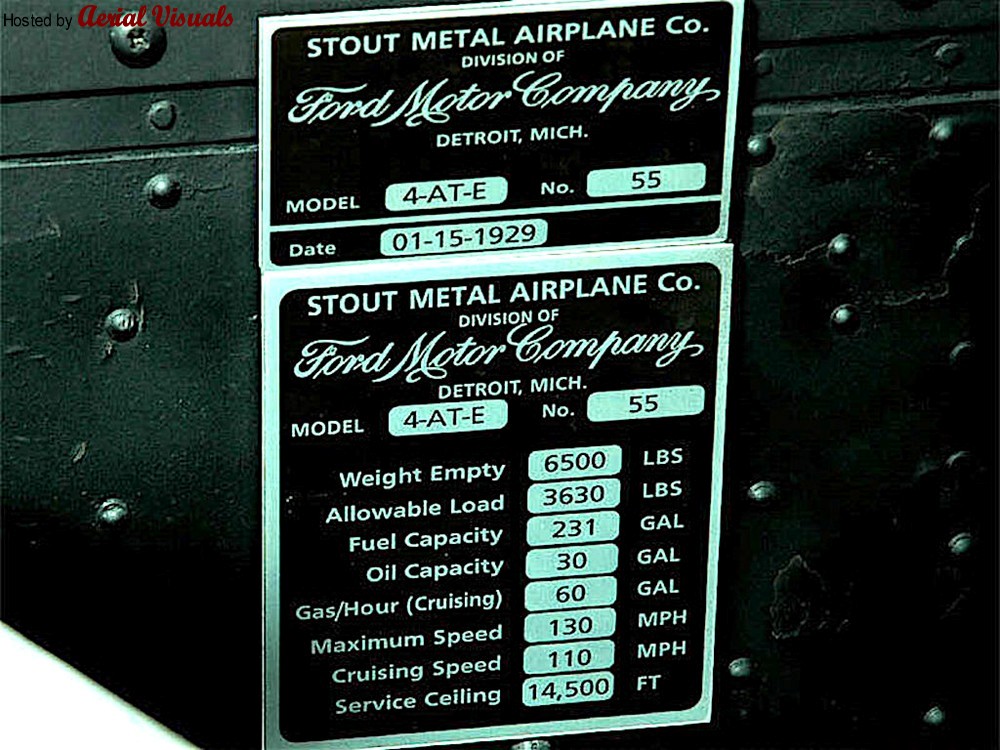 Hosted by Aerial Visuals
STOUT METAL AIRPLANE Co.
DIVISION OF
Ford Motor Company
DETROIT, MICH.
MODEL 4-AT-E No. 55
Date 01-15-1929
STOUT METAL AIRPLANE Co.
DIVISION OF
Ford Motor Company
DETROIT, MICH.
MODEL 4-AT-E No. 55
Weight Empty 6500 LBS
Allowable Load 3630 LBS
Fuel Capacity 231 GAL
Oil Capacity 30 GAL
Gas/Hour (Cruising) 60 GAL
Maximum Speed 130 MPH
Cruising Speed 110 MPH
Service Ceiling 14,500 FT